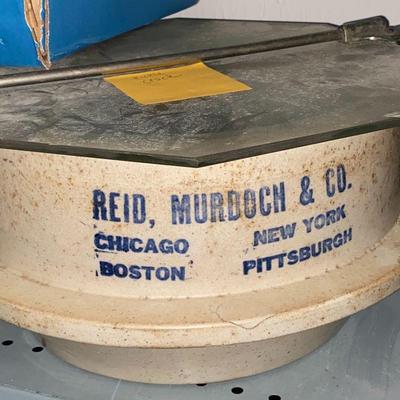 REID, MURDOCH & CO.
CHICAGO NEW YORK
BOSTON PITTSBURGH